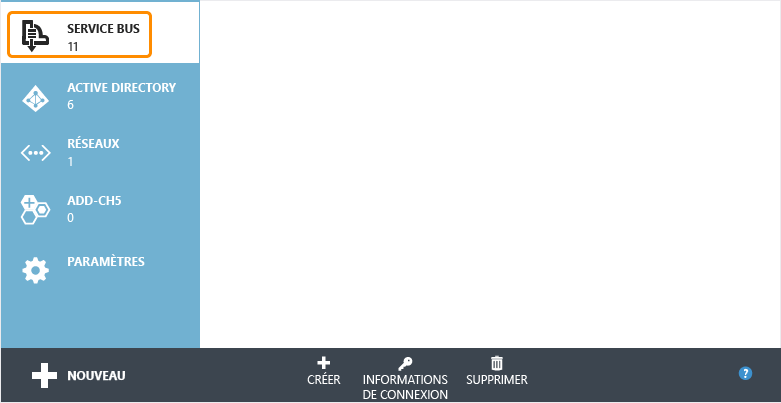 SERVICE BUS
11
ACTIVE DIRECTORY
6
RÉSEAUX
1
ADD-CH5
0
PARAMÈTRES
NOUVEAU
CRÉER
INFORMATIONS
DE CONNEXION
SUPPRIMER
?